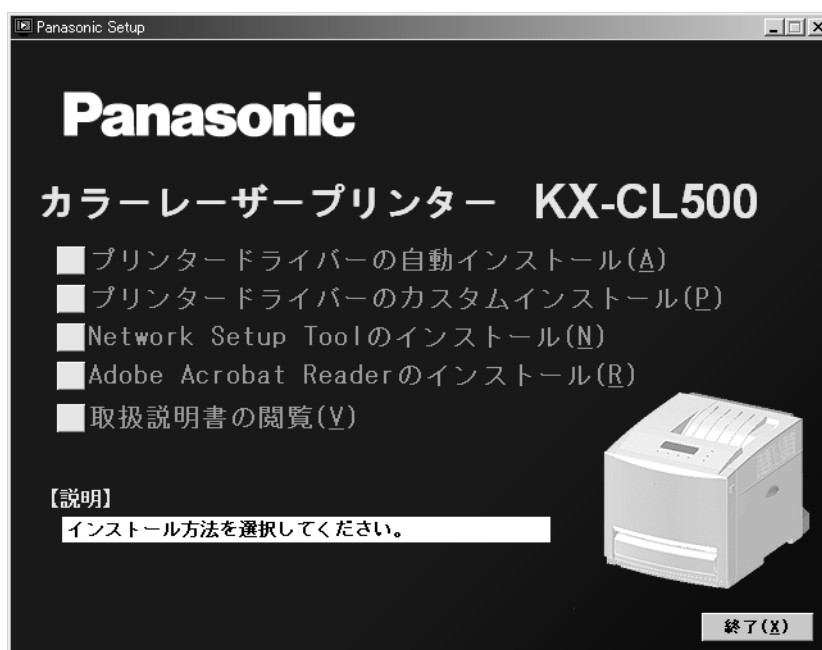 Panasonic Setup
Panasonic
カラーレーザープリンター KX-CL500
プリンタードライバーの自動インストール(A)
プリンタードライバーのカスタムインストール(P)
Network Setup Toolのインストール(N)
Adobe Acrobat Readerのインストール(R)
取扱説明書の閲覧(V)
【説明】
インストール方法を選択してください。
終了(X)